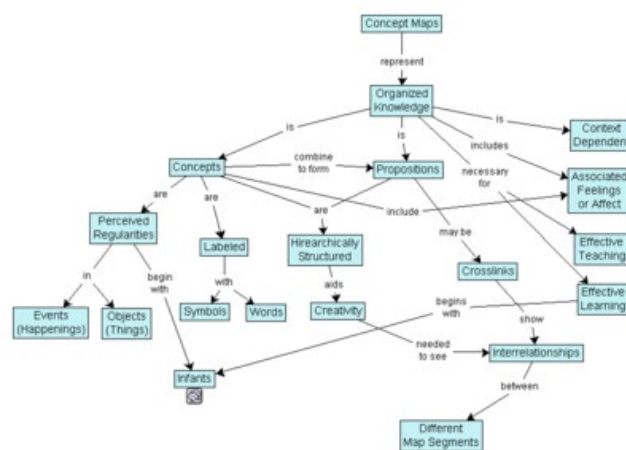 Concept Maps
represent
Organized
Knowledge
is
is
is
includes
necessary
for
Context
Dependent
Associated
Feelings
or Affect
Effective
Teaching
Effective
Learning
Concepts
combine
to form
Propositions
are
are
are
include
may be
Perceived
Regularities
Labeled
Hirearchically
Structured
Crosslinks
in
begin
with
with
aids
begins
with
show
Events
(Happenings)
Objects
(Things)
Symbols
Words
Creativity
needed
to see
Interrelationships
Infants
between
Different
Map Segments